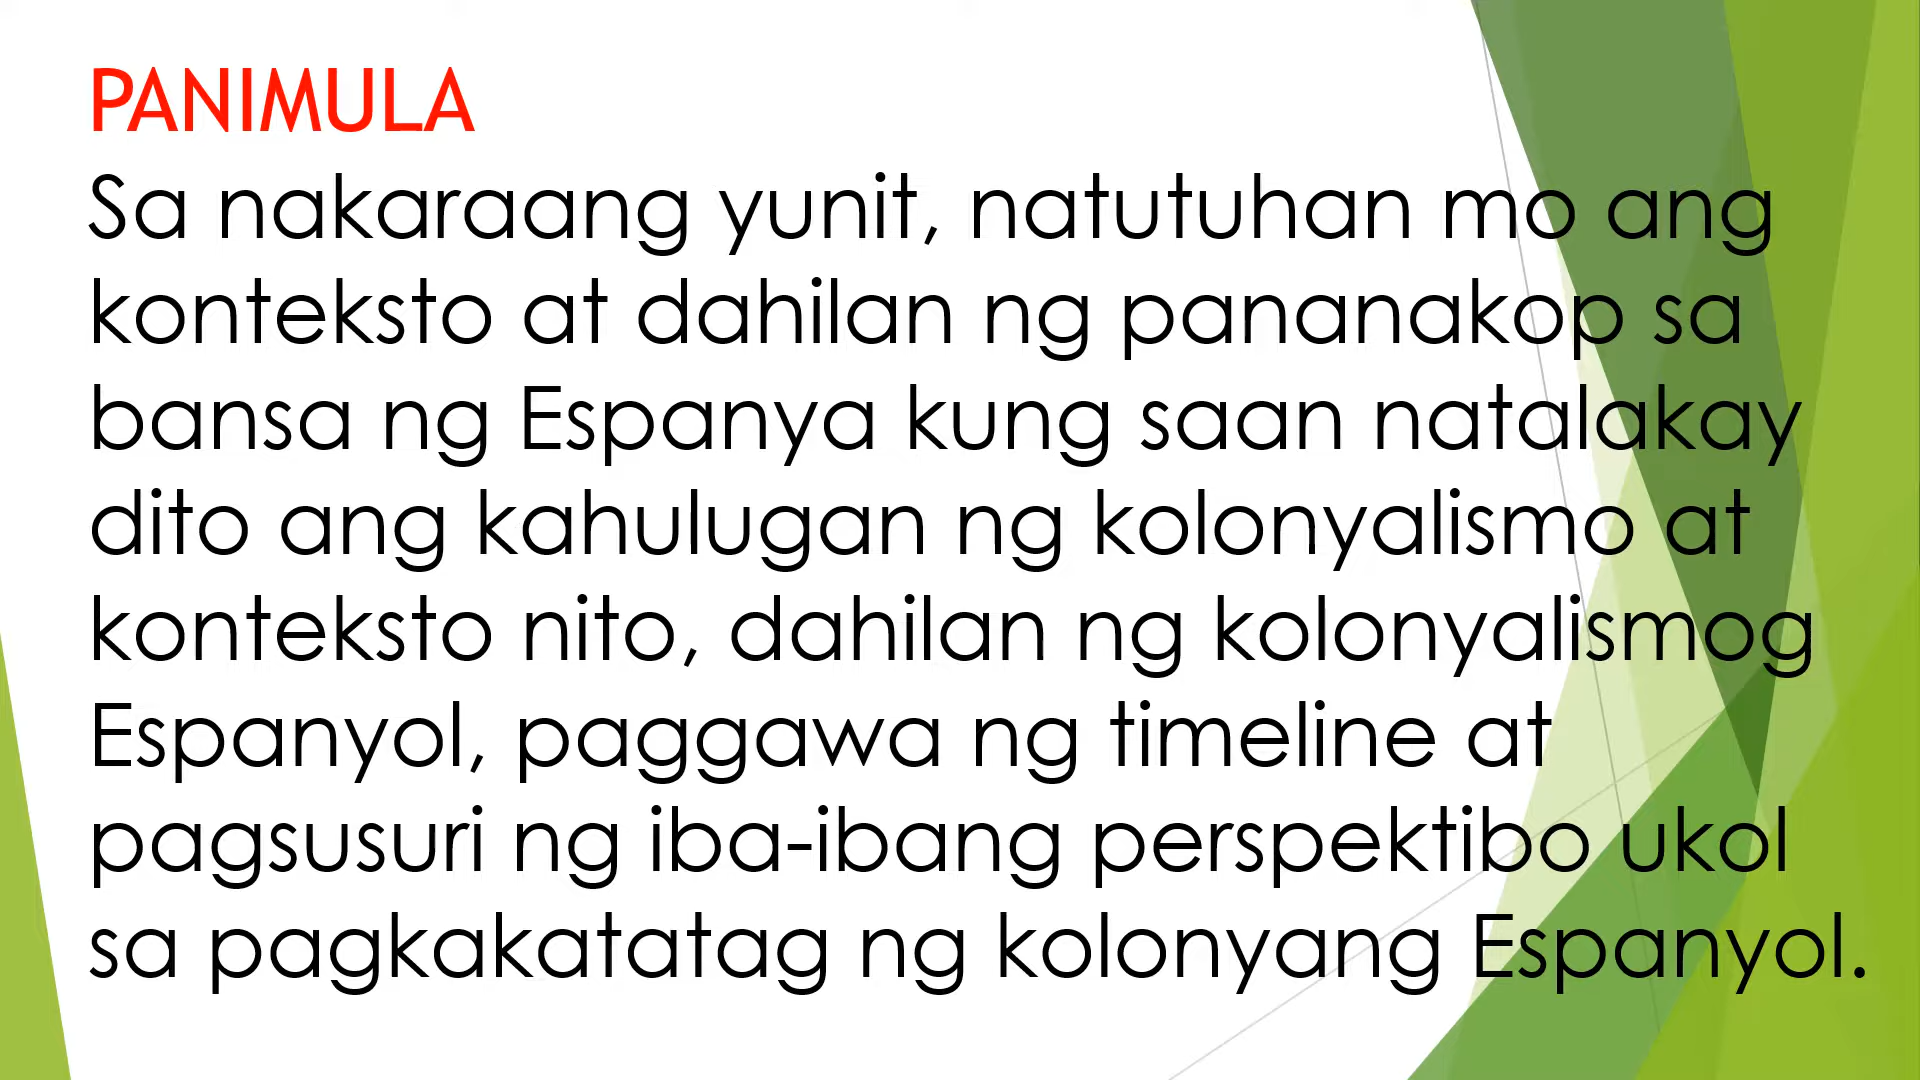 PANIMULA
Sa nakaraang yunit, natutuhan mo ang
konteksto at dahilan ng pananakop sa
bansa ng Espanya kung saan natalakay
dito ang kahulugan ng kolonyalismo at
konteksto nito, dahilan ng kolonyalismog
Espanyol, paggawa ng timeline at
pagsusuri ng iba-ibang perspektibo ukol
sa pagkakatatag ng kolonyang Espanyol.